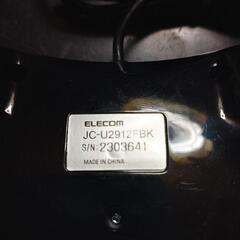 ELECOM
JC-U2912FBK
S/N: 2303641
MADE IN CHINA